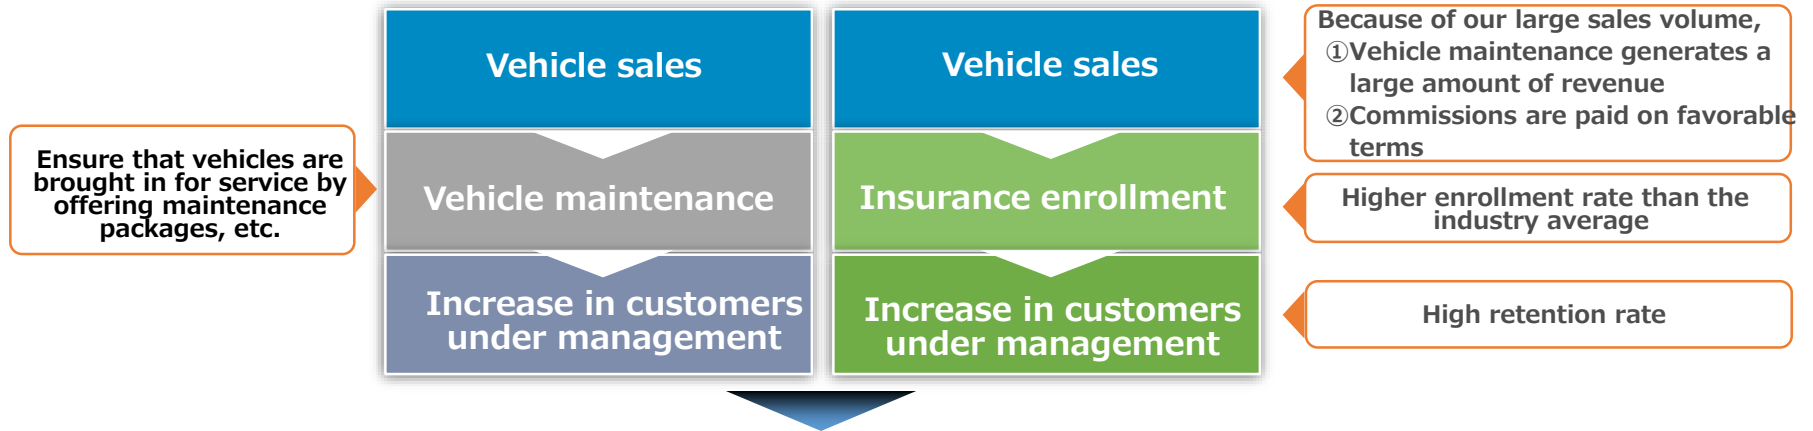 Ensure that vehicles are
brought in for service by
offering maintenance
packages, etc.
Vehicle sales
Vehicle maintenance
Increase in customers
under management
Vehicle sales
Insurance enrollment
Increase in customers
under management
Because of our large sales volume,
①Vehicle maintenance generates a
large amount of revenue
②Commissions are paid on favorable
terms
Higher enrollment rate than the
industry average
High retention rate